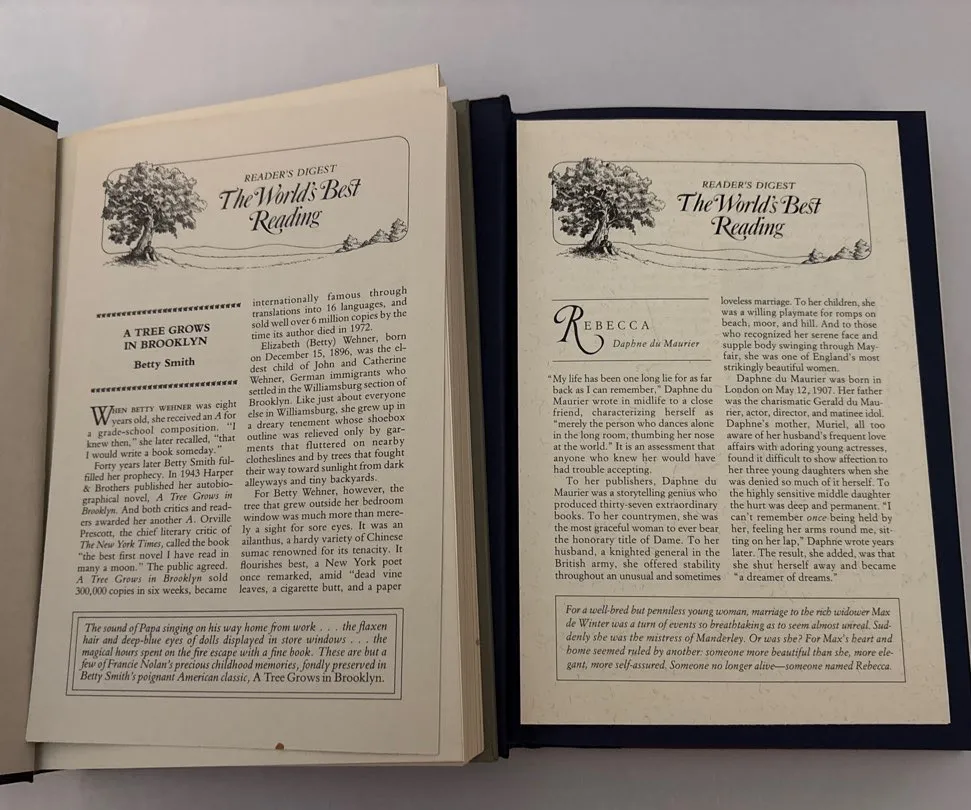 READER'S DIGEST
The World's Best
Reading
A TREE GROWS
IN BROOKLYN
Betty Smith
WHEN BETTY WEHNER was eight
years old, she received an A for
a grade-school composition. "I
knew then," she later recalled, "that
I would write a book someday."
Forty years later Betty Smith ful-
filled her prophecy. In 1943 Harper
& Brothers published her autobio-
graphical novel, A Tree Grows in
Brooklyn. And both critics and read-
ers awarded her another A. Orville
Prescott, the chief literary critic of
The New York Times, called the book
"the best first novel I have read in
many a moon." The public agreed.
A Tree Grows in Brooklyn sold
300,000 copies in six weeks, became
internationally famous through
translations into 16 languages, and
sold well over 6 million copies by the
time its author died in 1972.
Elizabeth (Betty) Wehner, born
on December 15, 1896, was the el-
dest child of John and Catherine
Wehner, German immigrants who
settled in the Williamsburg section of
Brooklyn. Like just about everyone
else in Williamsburg, she grew up in
a dreary tenement whose shoebox
outline was relieved only by gar-
ments that fluttered on nearby
clotheslines and by trees that fought
their way toward sunlight from dark
alleyways and tiny backyards.
For Betty Wehner, however, the
tree that grew outside her bedroom
window was much more than mere-
ly a sight for sore eyes. It was an
ailanthus, a hardy variety of Chinese
sumac renowned for its tenacity. It
flourishes best, a New York poet
once remarked, amid "dead vine
leaves, a cigarette butt, and a paper
The sound of Papa singing on his way home from work . . . the flaxen
hair and deep-blue eyes of dolls displayed in store windows . . . the
magical hours spent on the fire escape with a fine book. These are but a
few of Francie Nolan's precious childhood memories, fondly preserved in
Betty Smith's poignant American classic, A Tree Grows in Brooklyn.
READER'S DIGEST
The World's Best
Reading
REBECCA
Daphne du Maurier
"My life has been one long lie for as far
back as I can remember," Daphne du
Maurier wrote in midlife to a close
friend, characterizing herself as
"merely the person who dances alone
in the long room, thumbing her nose
at the world." It is an assessment that
anyone who knew her would have
had trouble accepting.
To her publishers, Daphne du
Maurier was a storytelling genius who
produced thirty-seven extraordinary
books. To her countrymen, she was
the most graceful woman to ever bear
the honorary title of Dame. To her
husband, a knighted general in the
British army, she offered stability
throughout an unusual and sometimes
loveless marriage. To her children, she
was a willing playmate for romps on
beach, moor, and hill. And to those
who recognized her serene face and
supple body swinging through May-
fair, she was one of England's most
strikingly beautiful women.
Daphne du Maurier was born in
London on May 12, 1907. Her father
was the charismatic Gerald du Mau-
rier, actor, director, and matinee idol.
Daphne's mother, Muriel, all too
aware of her husband's frequent love
affairs with adoring young actresses,
found it difficult to show affection to
her three young daughters when she
was denied so much of it herself. To
the highly sensitive middle daughter
the hurt was deep and permanent. "I
can't remember once being held by
her, feeling her arms round me, sit-
ting on her lap," Daphne wrote years
later. The result, she added, was that
she shut herself away and became
"a dreamer of dreams."
For a well-bred but penniless young woman, marriage to the rich widower Max
de Winter was a turn of events so breathtaking as to seem almost unreal. Sud-
denly she was the mistress of Manderley. Or was she? For Max's heart and
home seemed ruled by another: someone more beautiful than she, more ele-
gant, more self-assured. Someone no longer alive—someone named Rebecca.